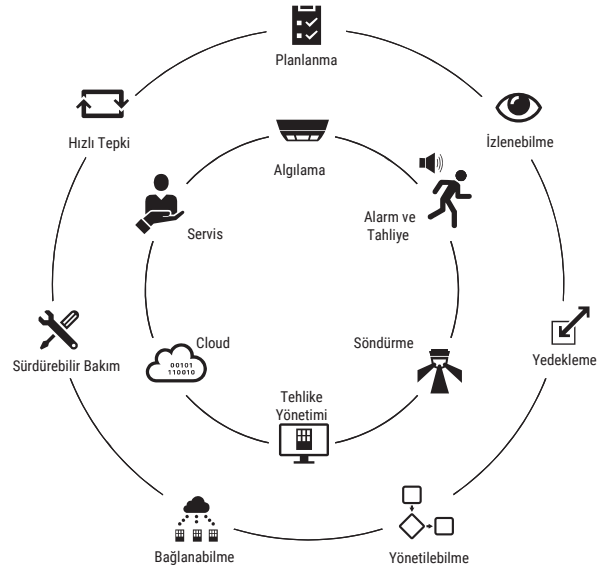 Planlanma
Hızlı Tepki
İzlenebilme
Algılama
Servis
Alarm ve
Tahliye
Cloud
00101
110010
Söndürme
Sürdürebilir Bakım
Yedekleme
Tehlike
Yönetimi
Bağlanabilme
Yönetilebilme